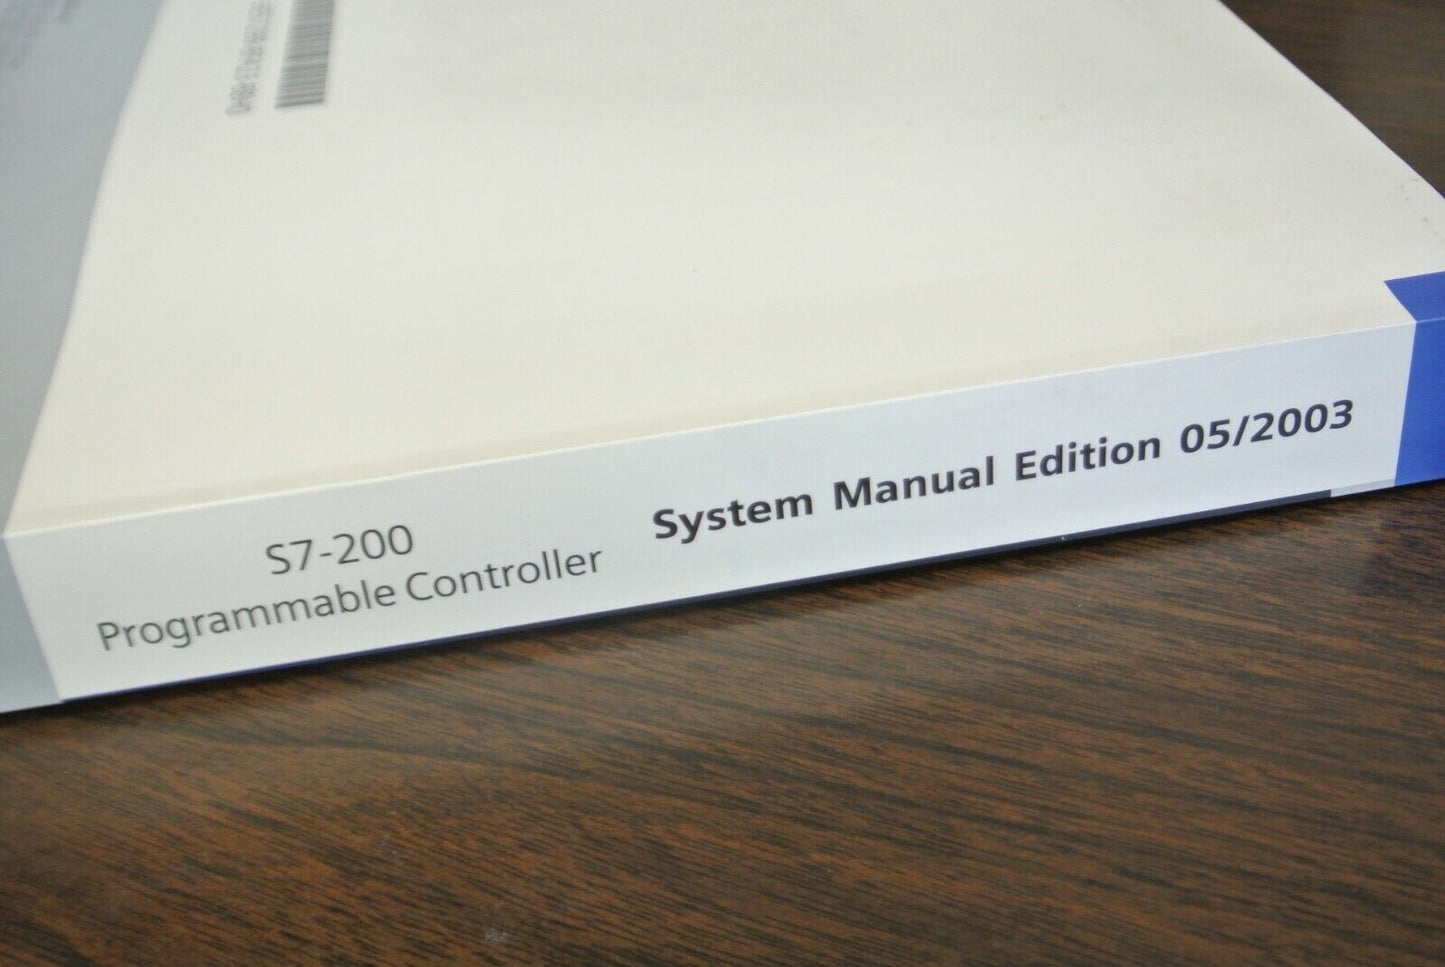 S7-200
Programmable Controller
System Manual Edition 05/2003